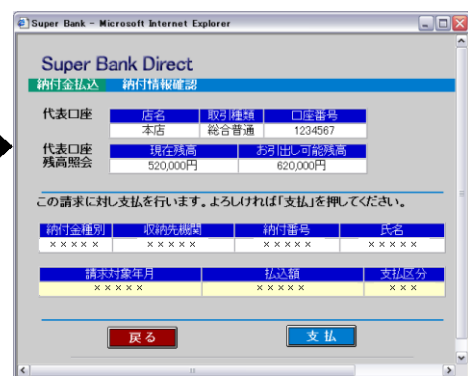 Super Bank - Microsoft Internet Explorer
Super Bank Direct
納付金払込 納付情報確認
代表口座 店名 取引種類 口座番号
本店 総合普通 1234567
代表口座 現在残高 お引出し可能残高
残高照会 520,000円 620,000円
この請求に対し支払を行います。よろしければ「支払」を押してください。
納付金種別 収納先機関 納付番号 氏名
××××× ××××× ××××× ×××××
請求対象年月 払込額 支払区分
××××× ××××× ×××
戻る 支払